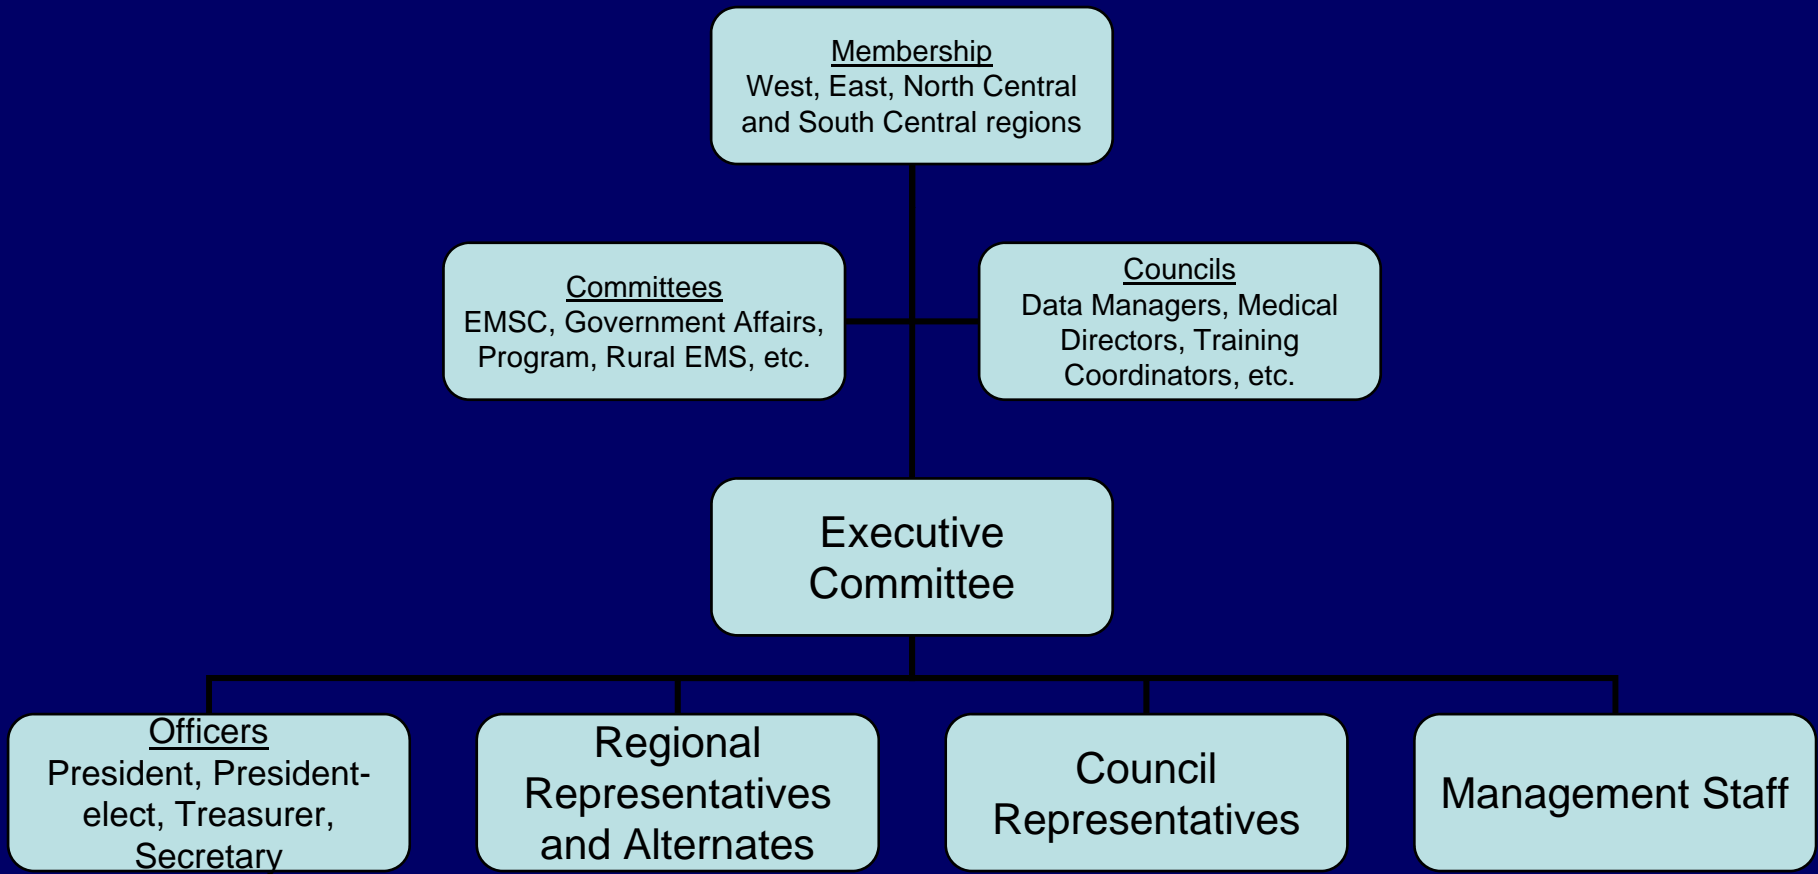 Membership
West, East, North Central
and South Central regions
Committees
EMSC, Government Affairs,
Program, Rural EMS, etc.
Councils
Data Managers, Medical
Directors, Training
Coordinators, etc.
Executive
Committee
Officers
President, President-
elect, Treasurer,
Secretary
Regional
Representatives
and Alternates
Council
Representatives
Management Staff